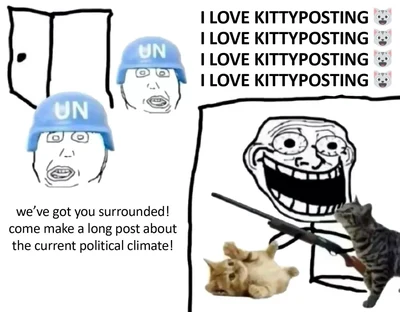 I LOVE KITTYPOSTING 🐱
I LOVE KITTYPOSTING 🐱
I LOVE KITTYPOSTING 🐱
I LOVE KITTYPOSTING 🐱
UN
UN
we've got you surrounded!
come make a long post about
the current political climate!